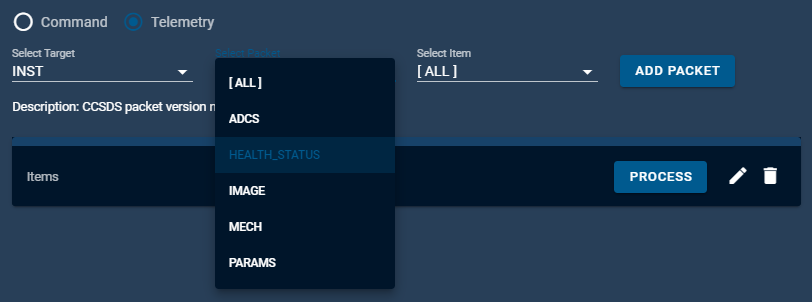 Command Telemetry
Select Target Select Packet Select Item
INST [ ALL ] ADD PACKET
[ ALL ]
Description: CCSDS packet version
ADCS
HEALTH_STATUS
Items PROCESS
IMAGE
MECH
PARAMS